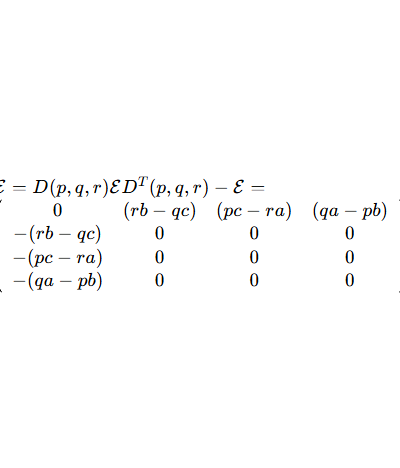 ℰ = D(p, q, r)ℰD^T(p, q, r) − ℰ =
0 (rb − qc) (pc − ra) (qa − pb)
−(rb − qc) 0 0 0
−(pc − ra) 0 0 0
−(qa − pb) 0 0 0